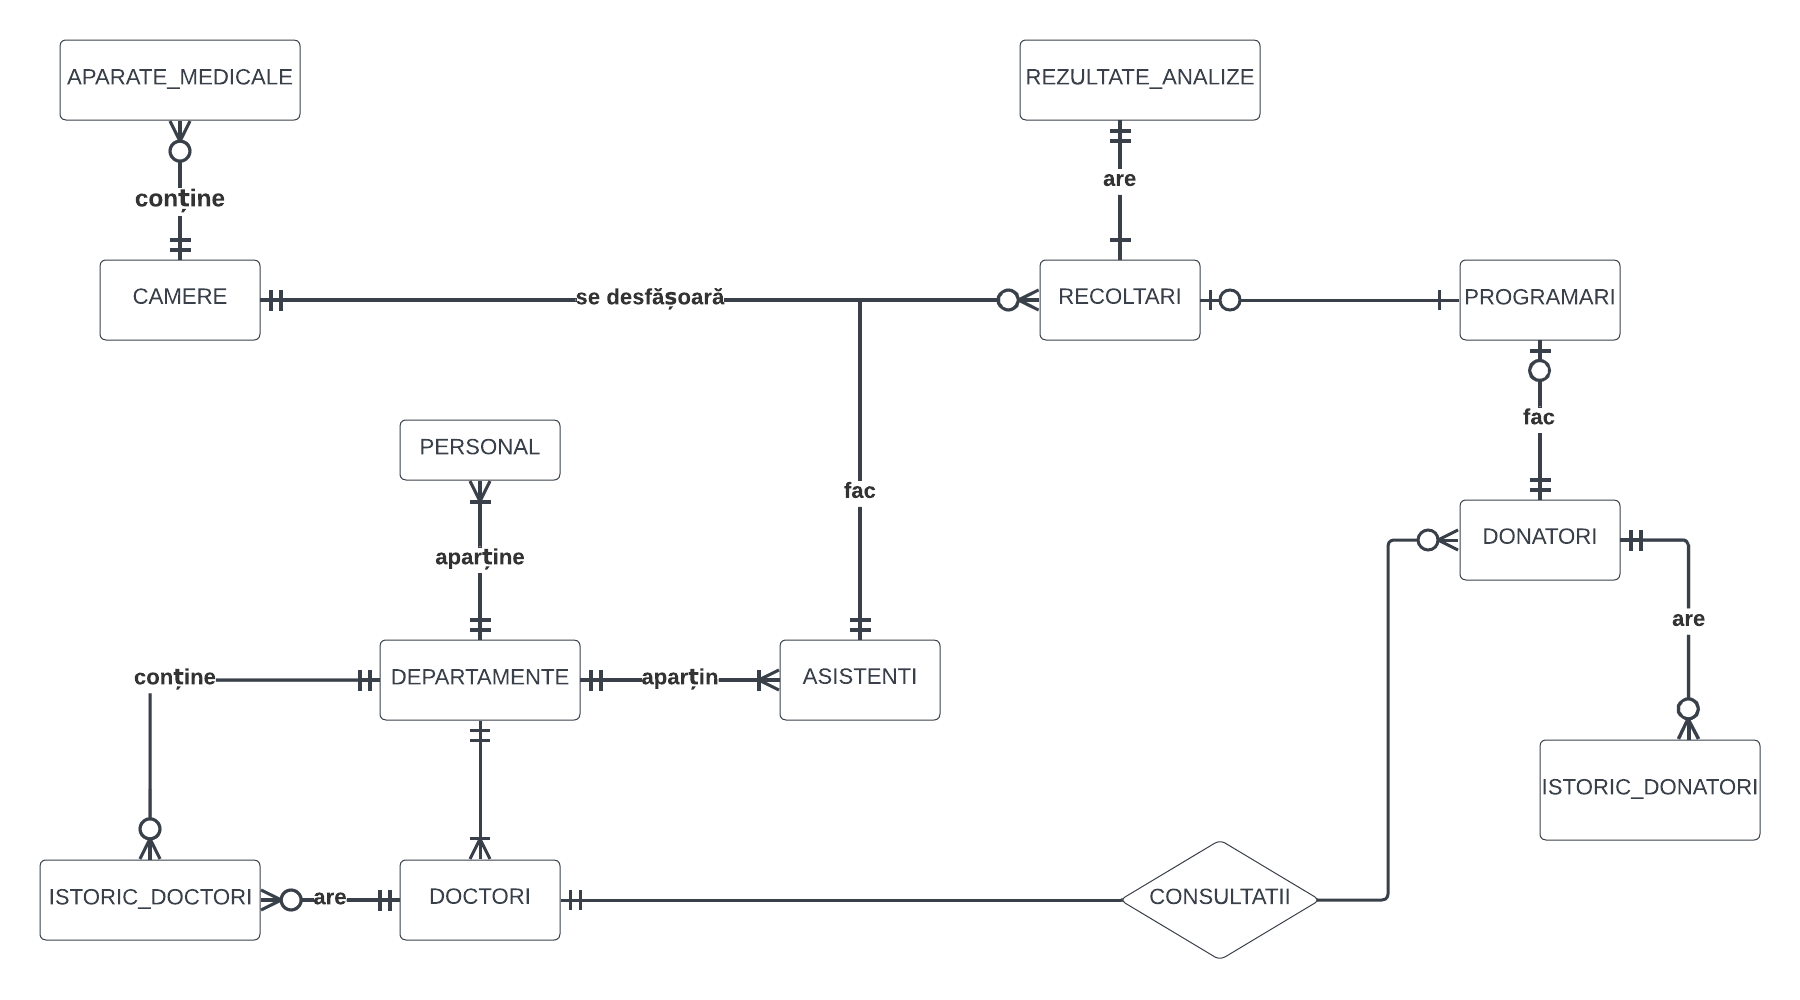 APARATE_MEDICALE
REZULTATE_ANALIZE
are
conține
CAMERE
se desfășoară
RECOLTARI
PROGRAMARI
fac
PERSONAL
fac
DONATORI
aparține
are
conține
DEPARTAMENTE
aparțin
ASISTENTI
ISTORIC_DONATORI
ISTORIC_DOCTORI
are
DOCTORI
CONSULTATII